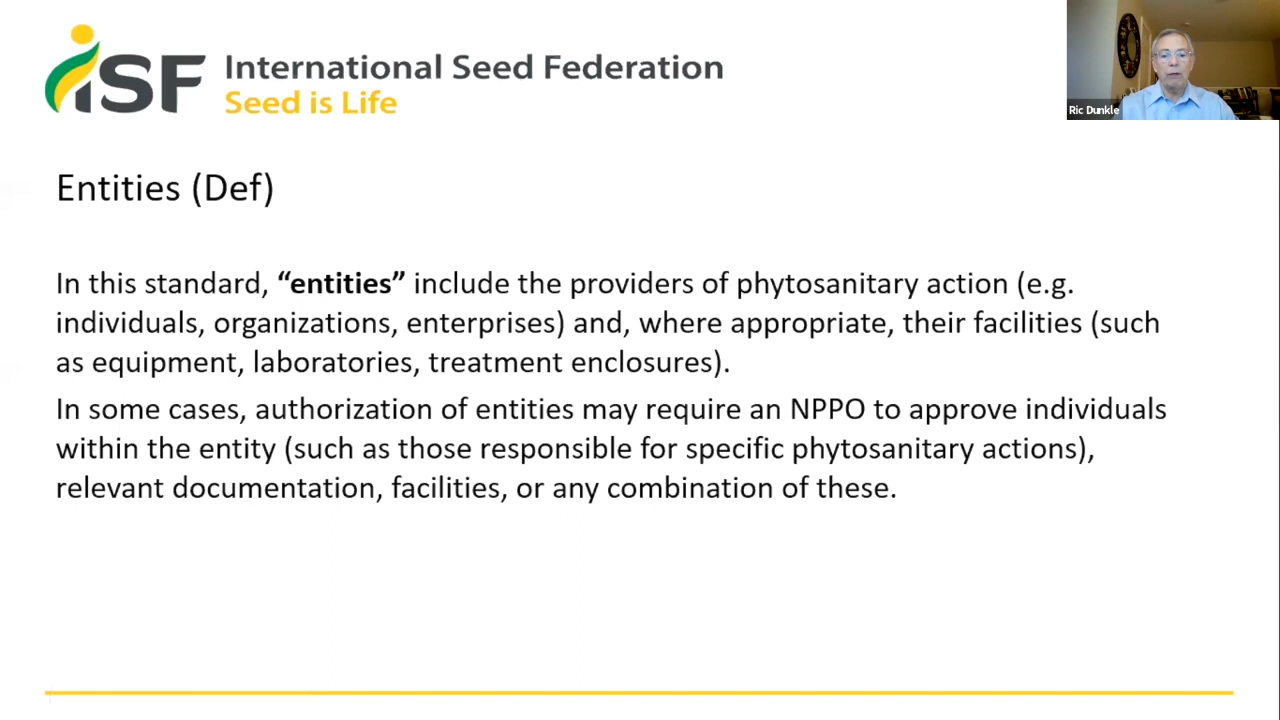 iSF International Seed Federation
Seed is Life
Ric Dunkle
Entities (Def)
In this standard, “entities” include the providers of phytosanitary action (e.g.
individuals, organizations, enterprises) and, where appropriate, their facilities (such
as equipment, laboratories, treatment enclosures).
In some cases, authorization of entities may require an NPPO to approve individuals
within the entity (such as those responsible for specific phytosanitary actions),
relevant documentation, facilities, or any combination of these.